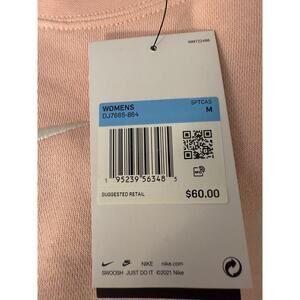 WOMENS
SPTCAS
DJ7665-864
M
1 95239 56348 5
SUGGESTED RETAIL
$60.00
NIKE
nike.com
SWOOSH JUST DO IT ©2021 Nike